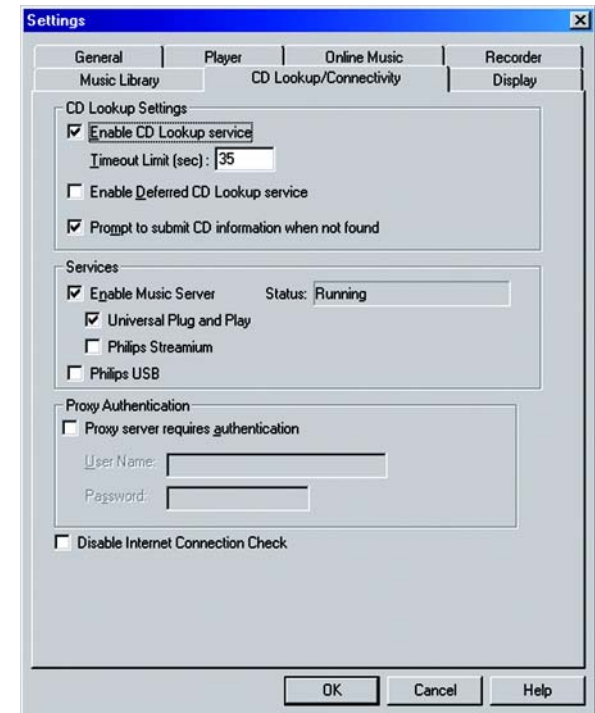 Settings
General Player Online Music Recorder
Music Library CD Lookup/Connectivity Display
CD Lookup Settings
Enable CD Lookup service
Timeout Limit (sec) : 35
Enable Deferred CD Lookup service
Prompt to submit CD information when not found
Services
Enable Music Server Status: Running
Universal Plug and Play
Philips Streamium
Philips USB
Proxy Authentication
Proxy server requires authentication
User Name:
Password:
Disable Internet Connection Check
OK Cancel Help